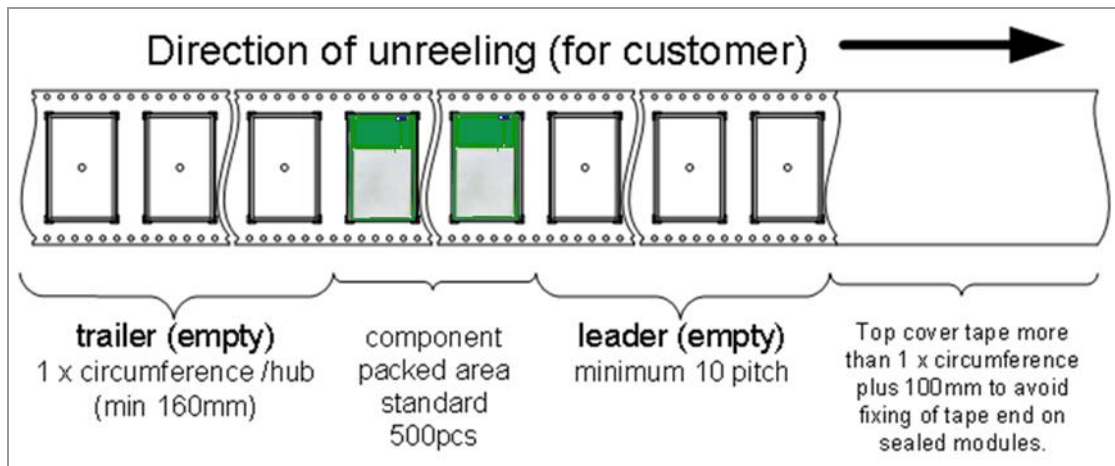 Direction of unreeling (for customer)
trailer (empty)
1 x circumference /hub
(min 160mm)
component
packed area
standard
500pcs
leader (empty)
minimum 10 pitch
Top cover tape more
than 1 x circumference
plus 100mm to avoid
fixing of tape end on
sealed modules.